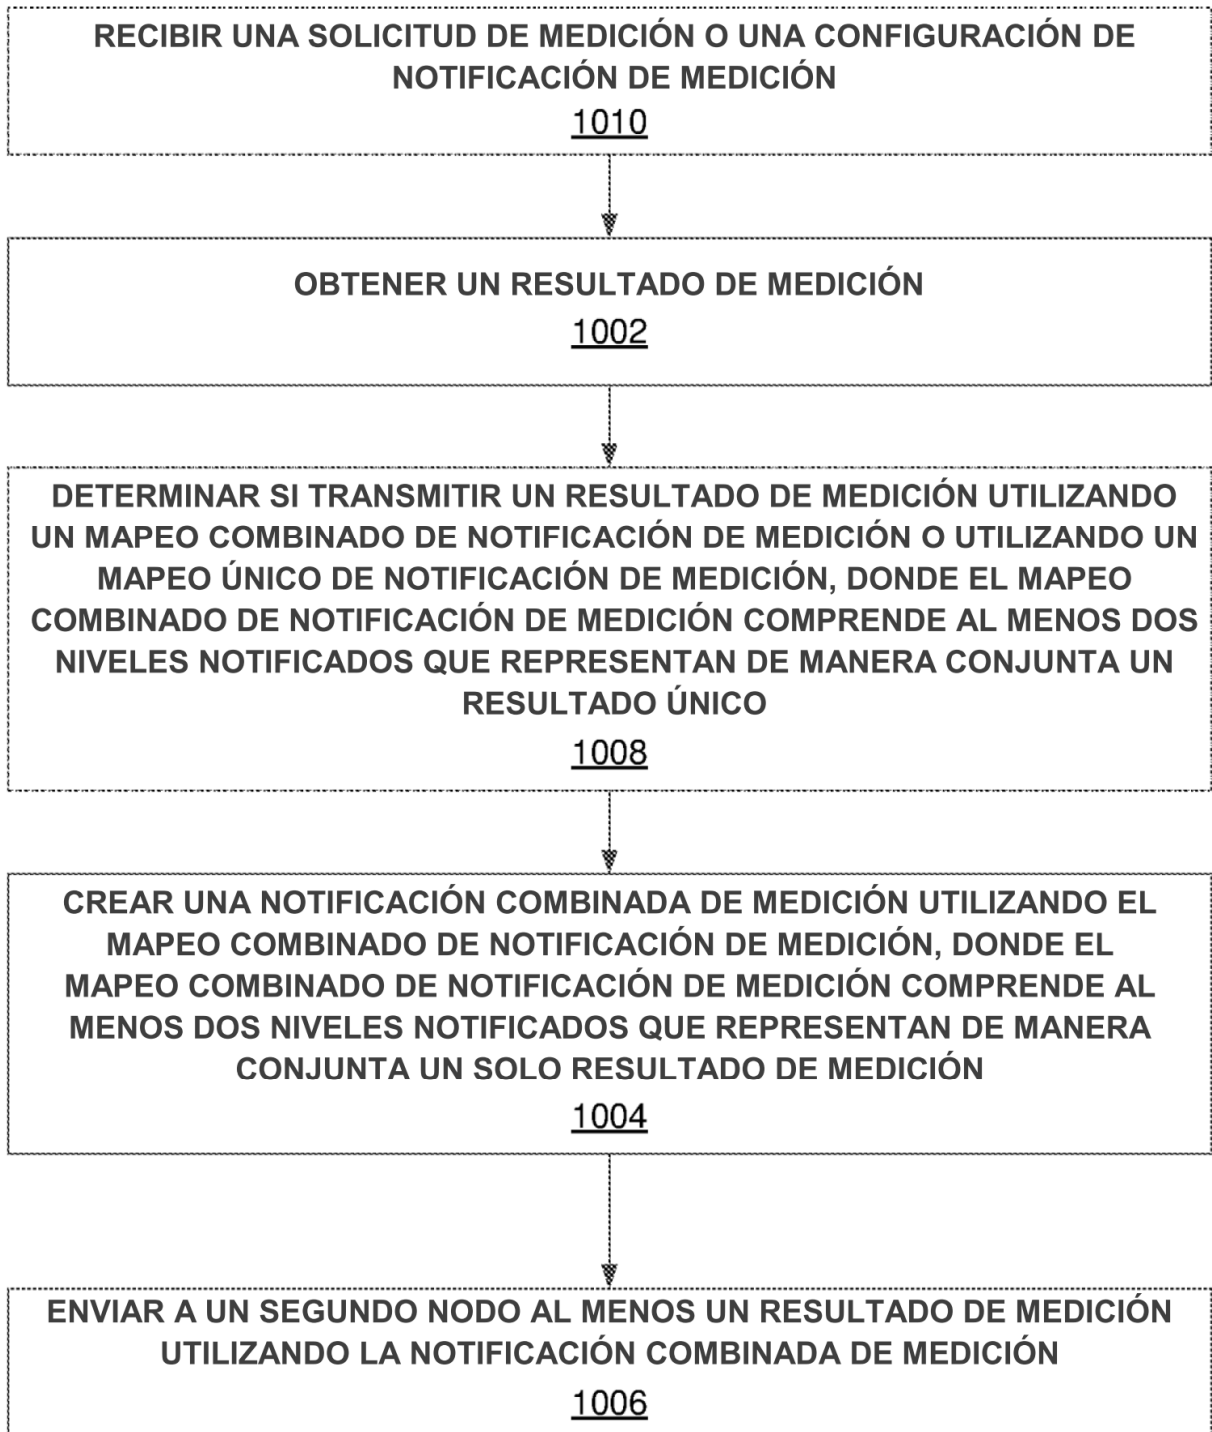 RECIBIR UNA SOLICITUD DE MEDICIÓN O UNA CONFIGURACIÓN DE
NOTIFICACIÓN DE MEDICIÓN
1010
OBTENER UN RESULTADO DE MEDICIÓN
1002
DETERMINAR SI TRANSMITIR UN RESULTADO DE MEDICIÓN UTILIZANDO
UN MAPEO COMBINADO DE NOTIFICACIÓN DE MEDICIÓN O UTILIZANDO UN
MAPEO ÚNICO DE NOTIFICACIÓN DE MEDICIÓN, DONDE EL MAPEO
COMBINADO DE NOTIFICACIÓN DE MEDICIÓN COMPRENDE AL MENOS DOS
NIVELES NOTIFICADOS QUE REPRESENTAN DE MANERA CONJUNTA UN
RESULTADO ÚNICO
1008
CREAR UNA NOTIFICACIÓN COMBINADA DE MEDICIÓN UTILIZANDO EL
MAPEO COMBINADO DE NOTIFICACIÓN DE MEDICIÓN, DONDE EL
MAPEO COMBINADO DE NOTIFICACIÓN DE MEDICIÓN COMPRENDE AL
MENOS DOS NIVELES NOTIFICADOS QUE REPRESENTAN DE MANERA
CONJUNTA UN SOLO RESULTADO DE MEDICIÓN
1004
ENVIAR A UN SEGUNDO NODO AL MENOS UN RESULTADO DE MEDICIÓN
UTILIZANDO LA NOTIFICACIÓN COMBINADA DE MEDICIÓN
1006